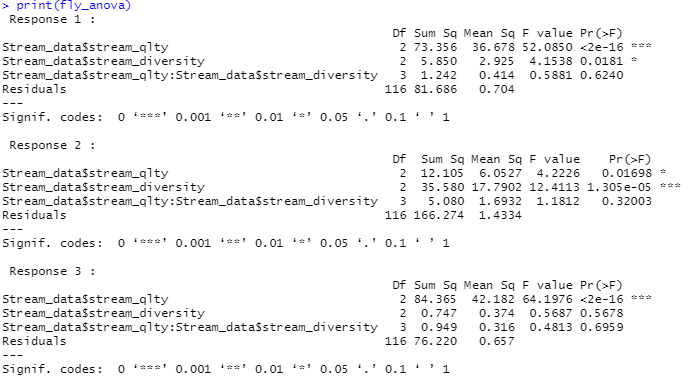 > print(fly_anova)
 Response 1 :
                                                   Df Sum Sq Mean Sq F value Pr(>F)
Stream_data$stream_qlty                             2 73.356  36.678 52.0850 <2e-16 ***
Stream_data$stream_diversity                        2  5.850   2.925  4.1538 0.0181 *
Stream_data$stream_qlty:Stream_data$stream_diversity   3  1.242   0.414  0.5881 0.6240
Residuals                                         116 81.686   0.704
---
Signif. codes:  0 ‘***’ 0.001 ‘**’ 0.01 ‘*’ 0.05 ‘.’ 0.1 ‘ ’ 1
 Response 2 :
                                                   Df  Sum Sq Mean Sq F value    Pr(>F)
Stream_data$stream_qlty                             2  12.105  6.0527  4.2226   0.01698 *
Stream_data$stream_diversity                        2  35.580 17.7902 12.4113 1.305e-05 ***
Stream_data$stream_qlty:Stream_data$stream_diversity   3   5.080  1.6932  1.1812   0.32003
Residuals                                         116 166.274  1.4334
---
Signif. codes:  0 ‘***’ 0.001 ‘**’ 0.01 ‘*’ 0.05 ‘.’ 0.1 ‘ ’ 1
 Response 3 :
                                                   Df Sum Sq Mean Sq F value Pr(>F)
Stream_data$stream_qlty                             2 84.365  42.182 64.1976 <2e-16 ***
Stream_data$stream_diversity                        2  0.747   0.374  0.5687 0.5678
Stream_data$stream_qlty:Stream_data$stream_diversity   3  0.949   0.316  0.4813 0.6959
Residuals                                         116 76.220   0.657
---
Signif. codes:  0 ‘***’ 0.001 ‘**’ 0.01 ‘*’ 0.05 ‘.’ 0.1 ‘ ’ 1